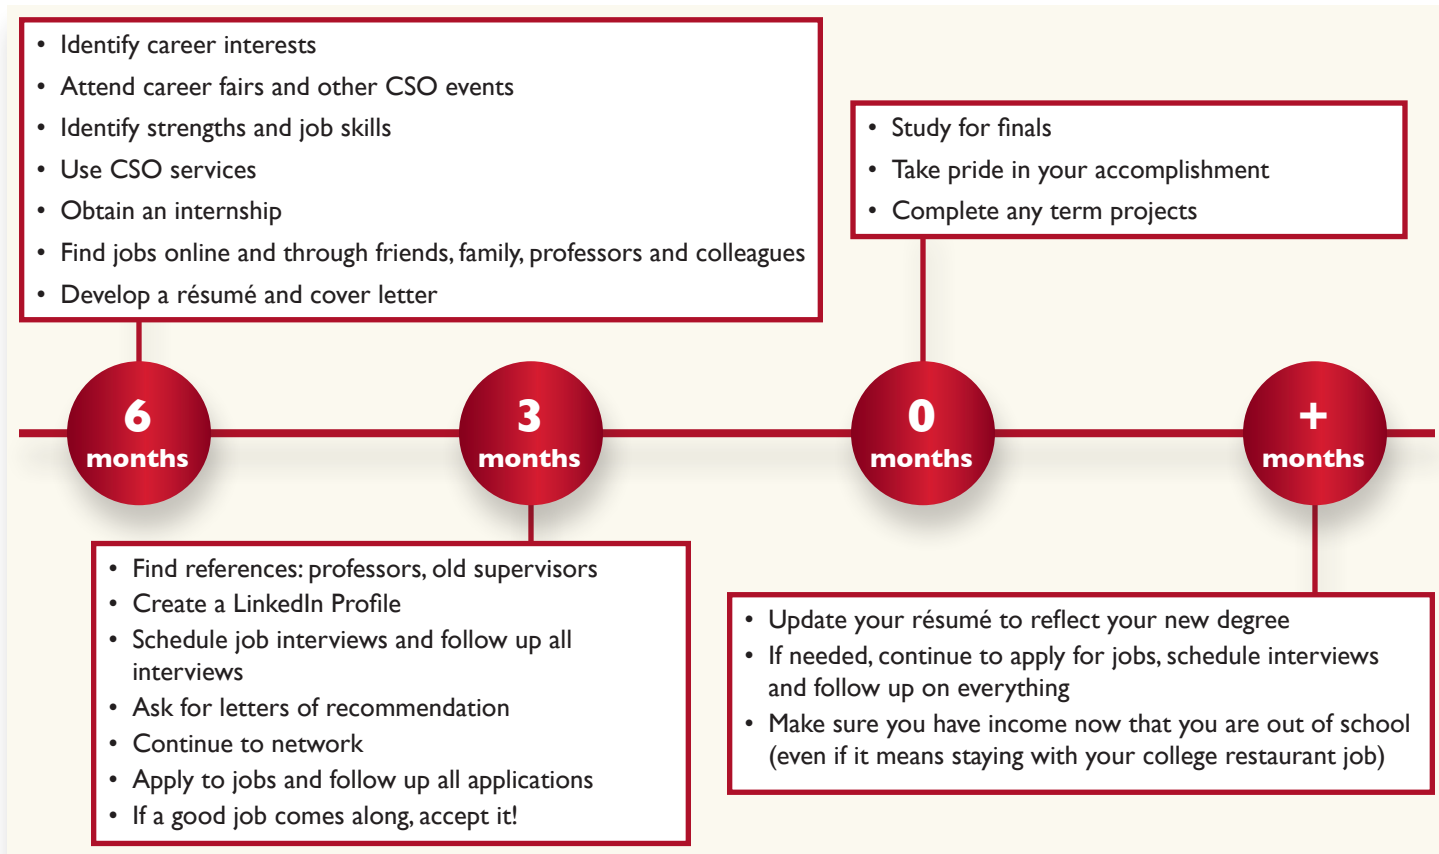 • Identify career interests
• Attend career fairs and other CSO events
• Identify strengths and job skills
• Use CSO services
• Obtain an internship
• Find jobs online and through friends, family, professors and colleagues
• Develop a résumé and cover letter
• Study for finals
• Take pride in your accomplishment
• Complete any term projects
6
months
3
months
0
months
+
months
• Find references: professors, old supervisors
• Create a LinkedIn Profile
• Schedule job interviews and follow up all
interviews
• Ask for letters of recommendation
• Continue to network
• Apply to jobs and follow up all applications
• If a good job comes along, accept it!
• Update your résumé to reflect your new degree
• If needed, continue to apply for jobs, schedule interviews
and follow up on everything
• Make sure you have income now that you are out of school
(even if it means staying with your college restaurant job)